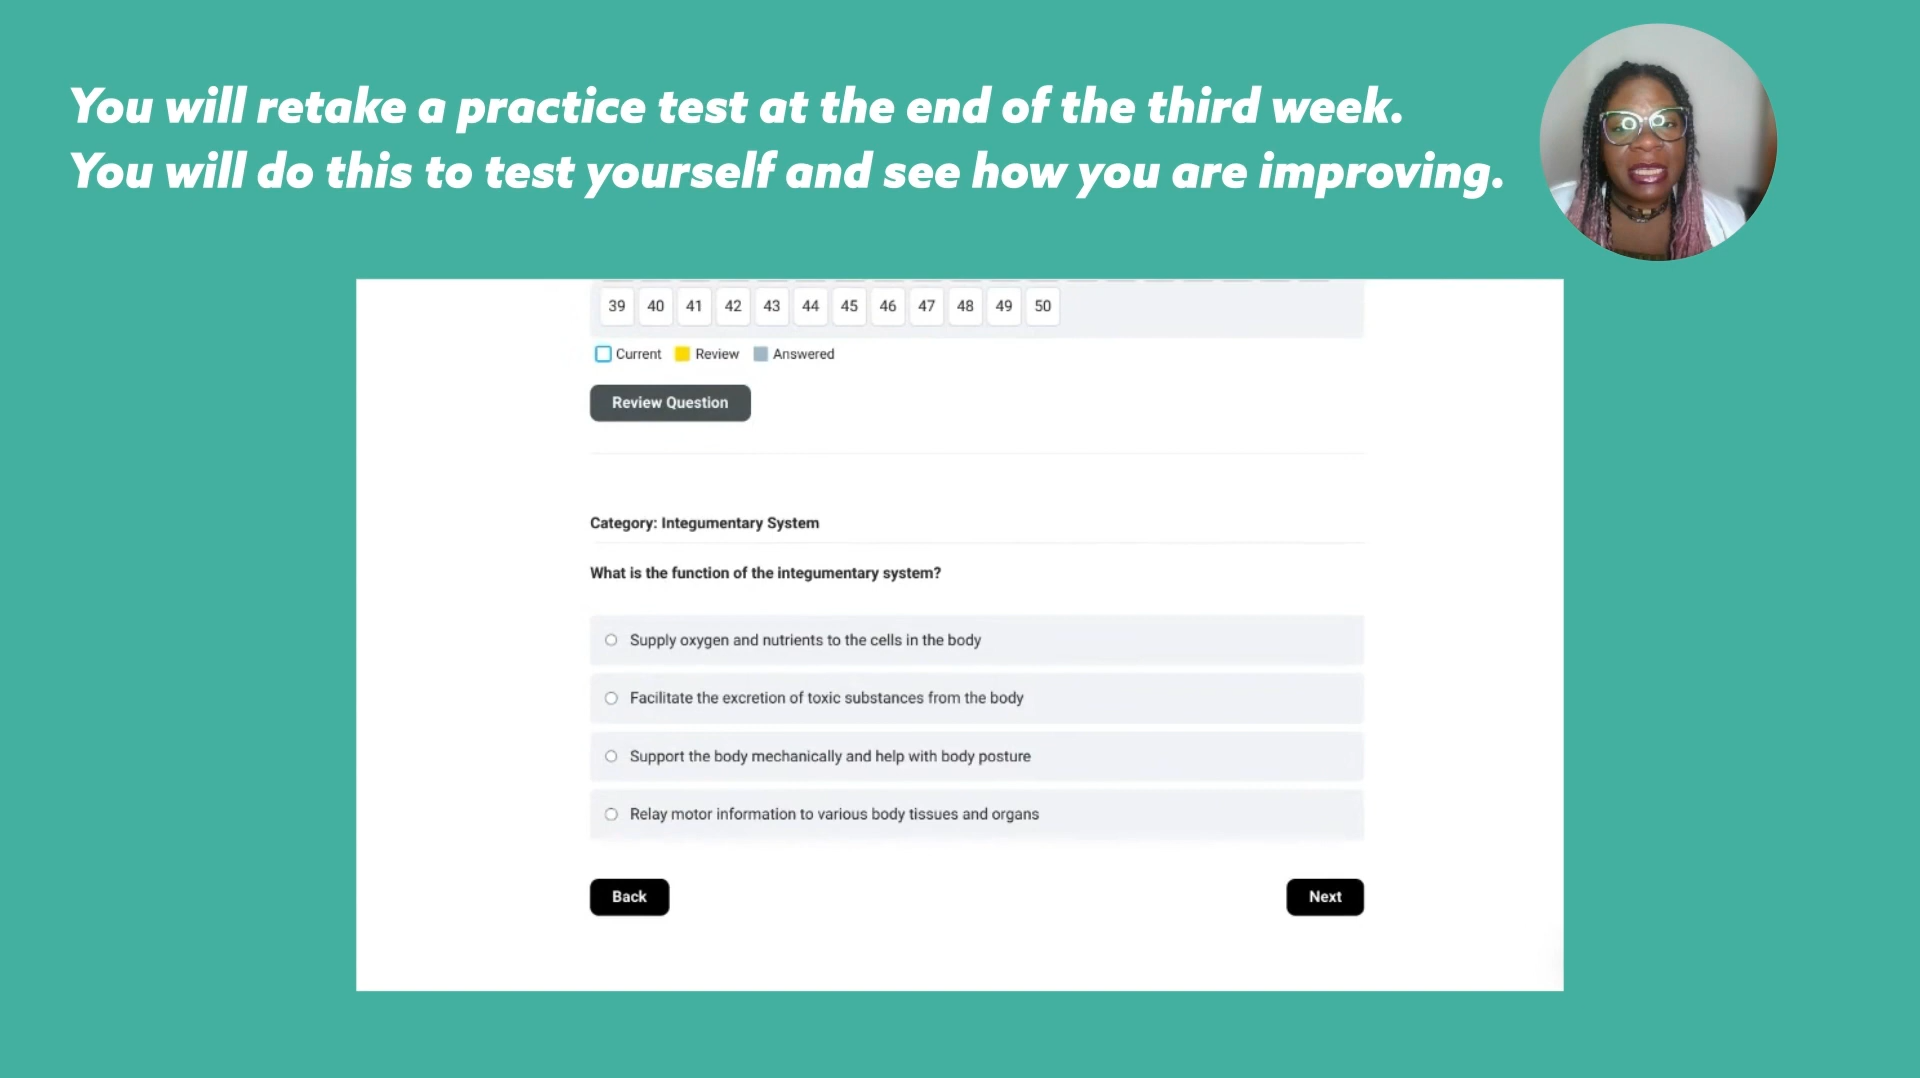 You will retake a practice test at the end of the third week.
You will do this to test yourself and see how you are improving.
39 40 41 42 43 44 45 46 47 48 49 50
Current Review Answered
Review Question
Category: Integumentary System
What is the function of the integumentary system?
Supply oxygen and nutrients to the cells in the body
Facilitate the excretion of toxic substances from the body
Support the body mechanically and help with body posture
Relay motor information to various body tissues and organs
Back Next